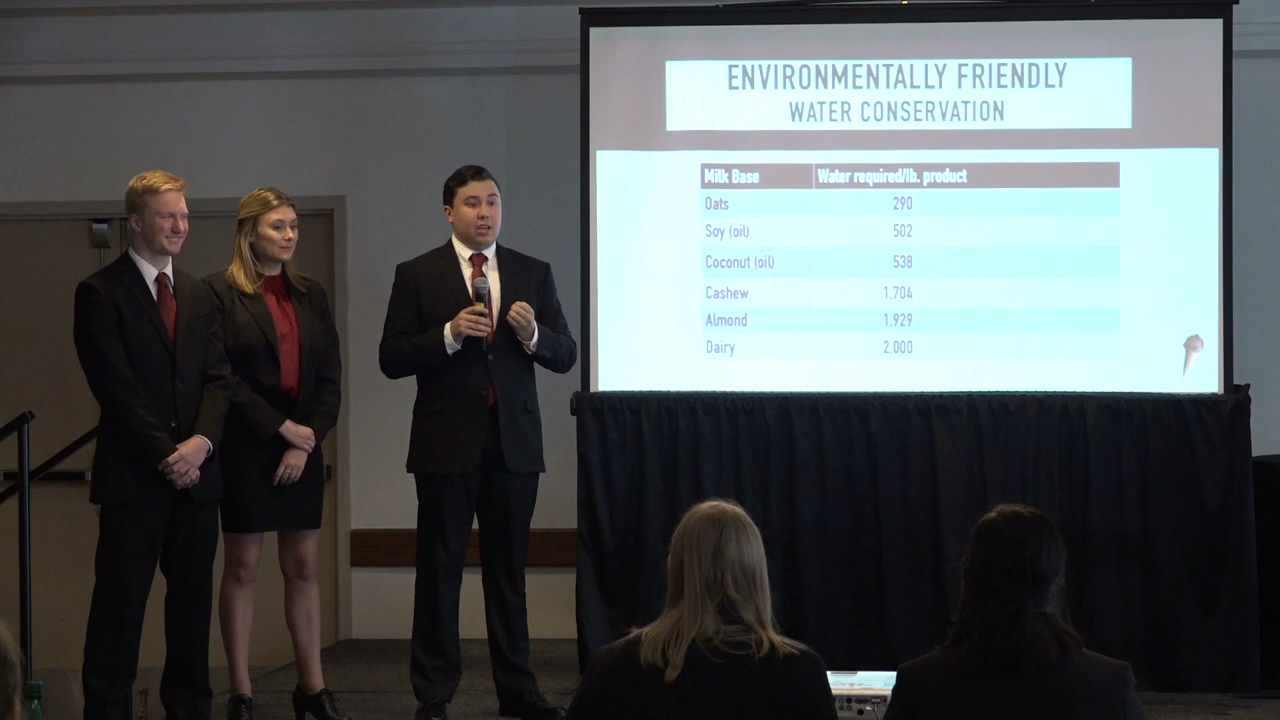 ENVIRONMENTALLY FRIENDLY
WATER CONSERVATION
Milk Base Water required/lb. product
Oats 290
Soy (oil) 502
Coconut (oil) 538
Cashew 1,704
Almond 1,929
Dairy 2,000